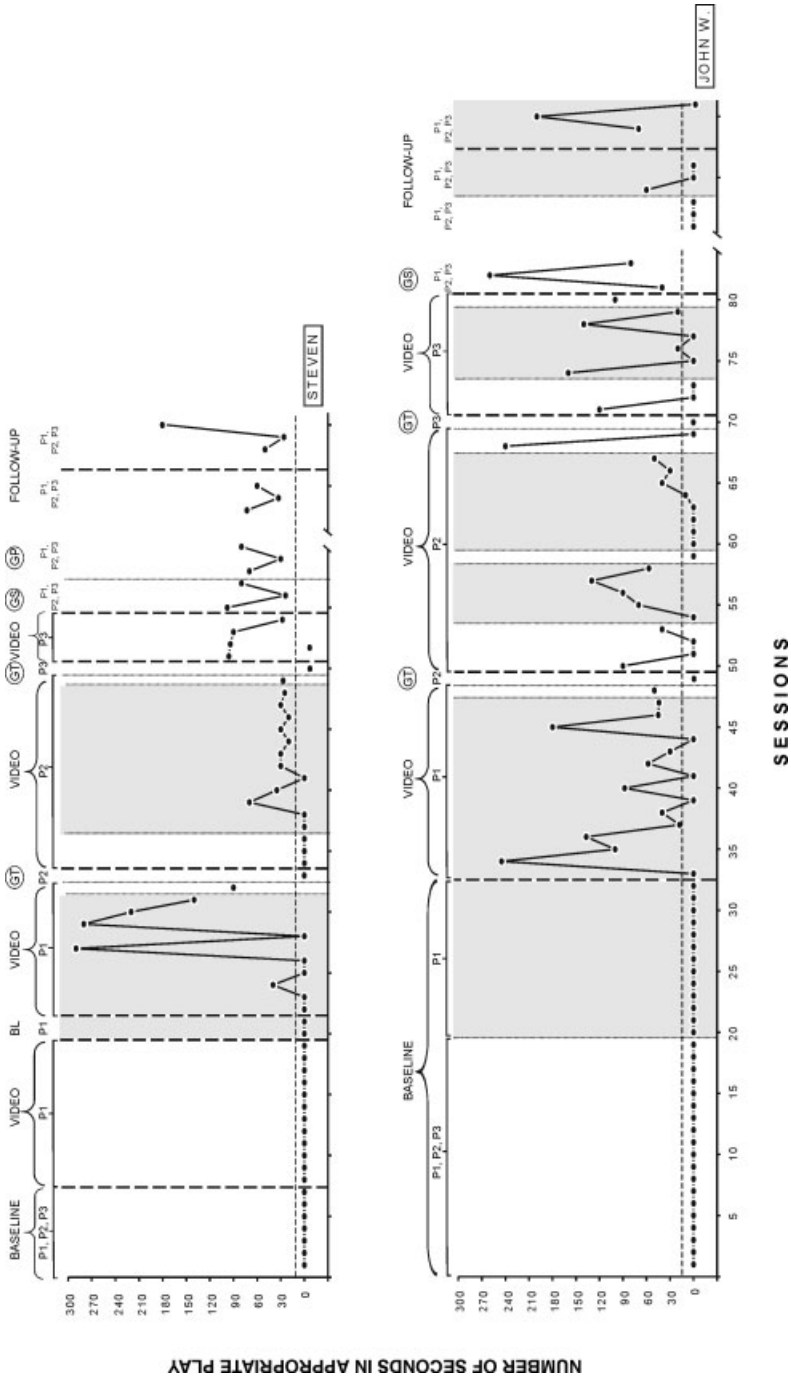 NUMBER OF SECONDS IN APPROPRIATE PLAY
BASELINE VIDEO BL VIDEO GT VIDEO GT VIDEO GS GP FOLLOW-UP
P1, P2, P3 P1 P1 P1 P2 P2 P3 P3
P1,
P2, P3
P1,
P2, P3
P1,
P2, P3
P1,
P2, P3
300
270
240
210
180
150
120
90
60
30
0
STEVEN
BASELINE VIDEO GT VIDEO GT VIDEO GS FOLLOW-UP
P1, P2, P3 P1 P1 P2 P2 P3 P3
P1,
P2, P3
P1,
P2, P3
P1,
P2, P3
P1,
P2, P3
300
270
240
210
180
150
120
90
60
30
0
5 10 15 20 25 30 35 40 45 50 55 60 65 70 75 80
JOHN W.
SESSIONS